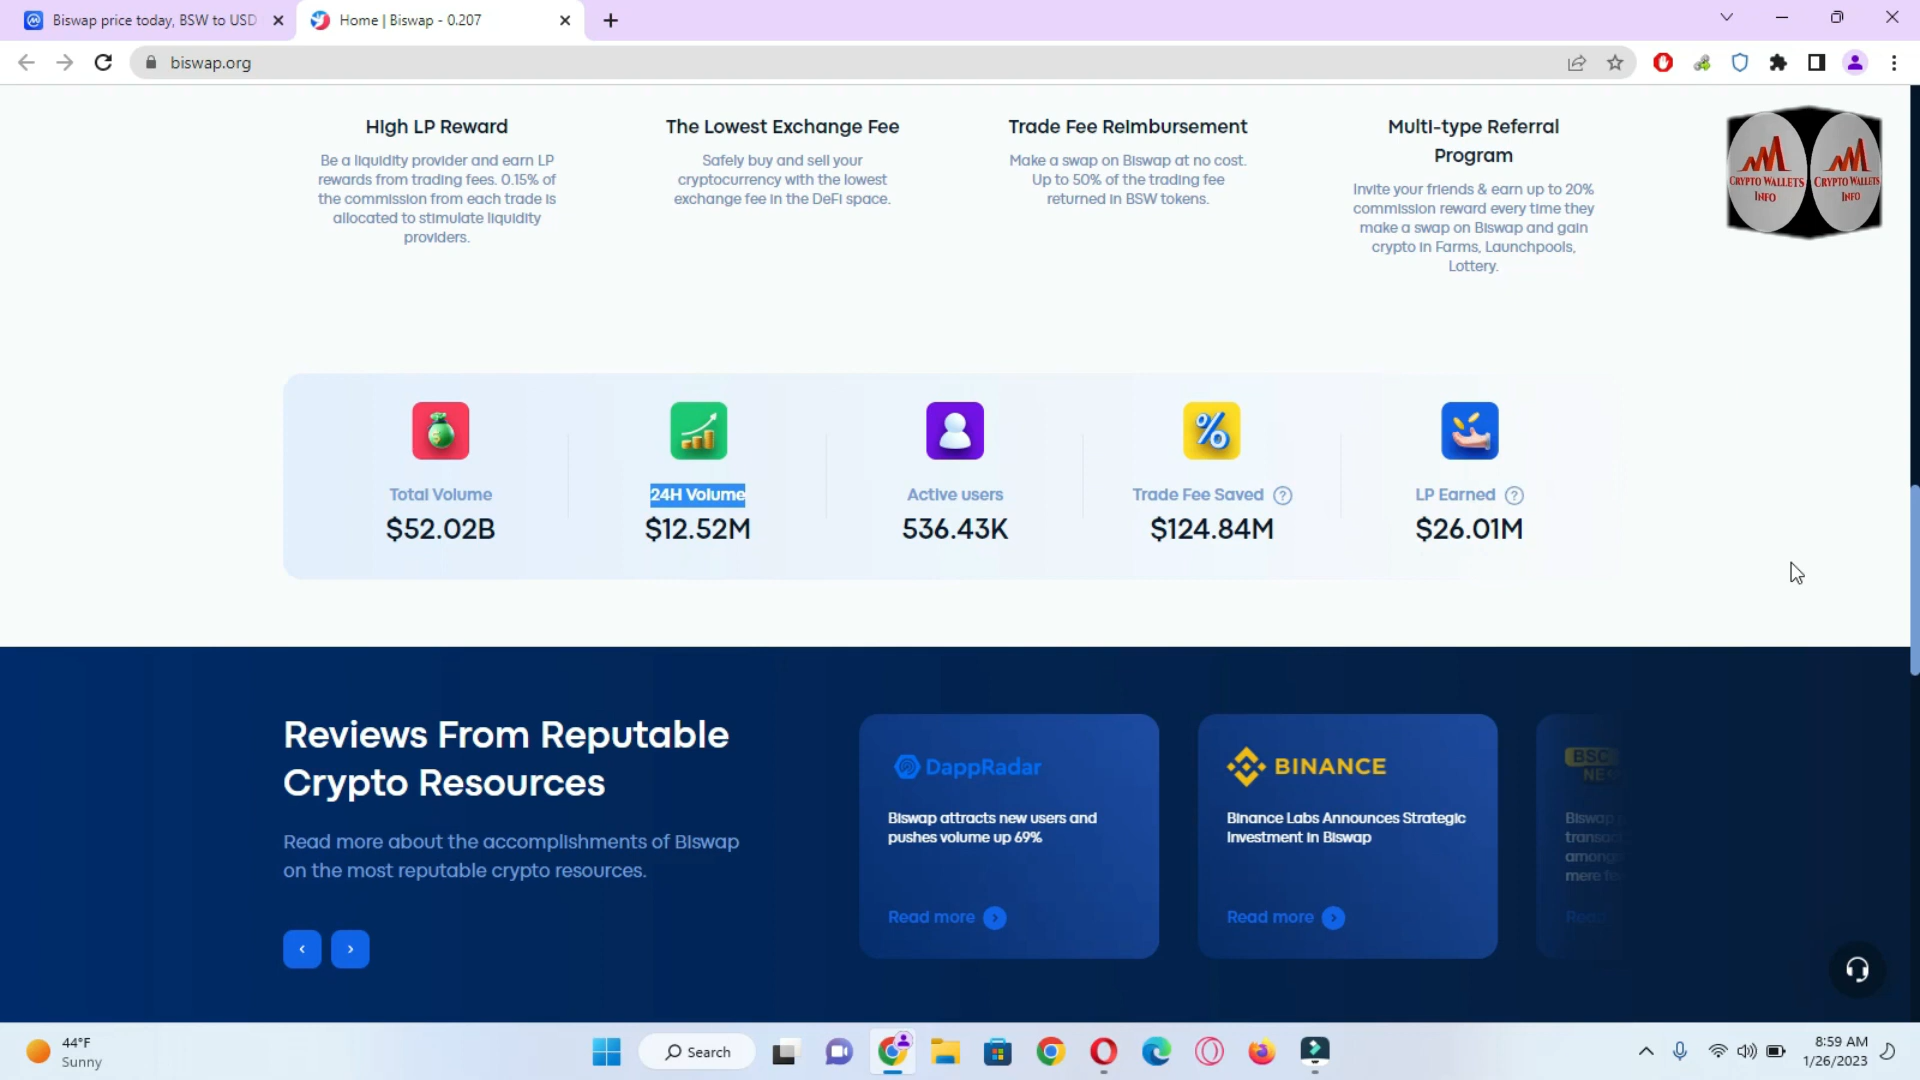 Biswap price today, BSW to USD
Home | Biswap - 0.207
biswap.org
High LP Reward
Be a liquidity provider and earn LP
rewards from trading fees. 0.15% of
the commission from each trade is
allocated to stimulate liquidity
providers.
The Lowest Exchange Fee
Safely buy and sell your
cryptocurrency with the lowest
exchange fee in the DeFi space.
Trade Fee Reimbursement
Make a swap on Biswap at no cost.
Up to 50% of the trading fee
returned in BSW tokens.
Multi-type Referral
Program
Invite your friends & earn up to 20%
commission reward every time they
make a swap on Biswap and gain
crypto in Farms, Launchpools,
Lottery.
CRYPTO WALLETS
INFO
CRYPTO WALLETS
INFO
Total Volume
$52.02B
24H Volume
$12.52M
Active users
536.43K
Trade Fee Saved ?
$124.84M
LP Earned ?
$26.01M
Reviews From Reputable
Crypto Resources
Read more about the accomplishments of Biswap
on the most reputable crypto resources.
DappRadar
Biswap attracts new users and
pushes volume up 69%
Read more
BINANCE
Binance Labs Announces Strategic
Investment in Biswap
Read more
BSC
NE
Biswap
transac
among
mere fe
Read
44°F
Sunny
Search
8:59 AM
1/26/2023